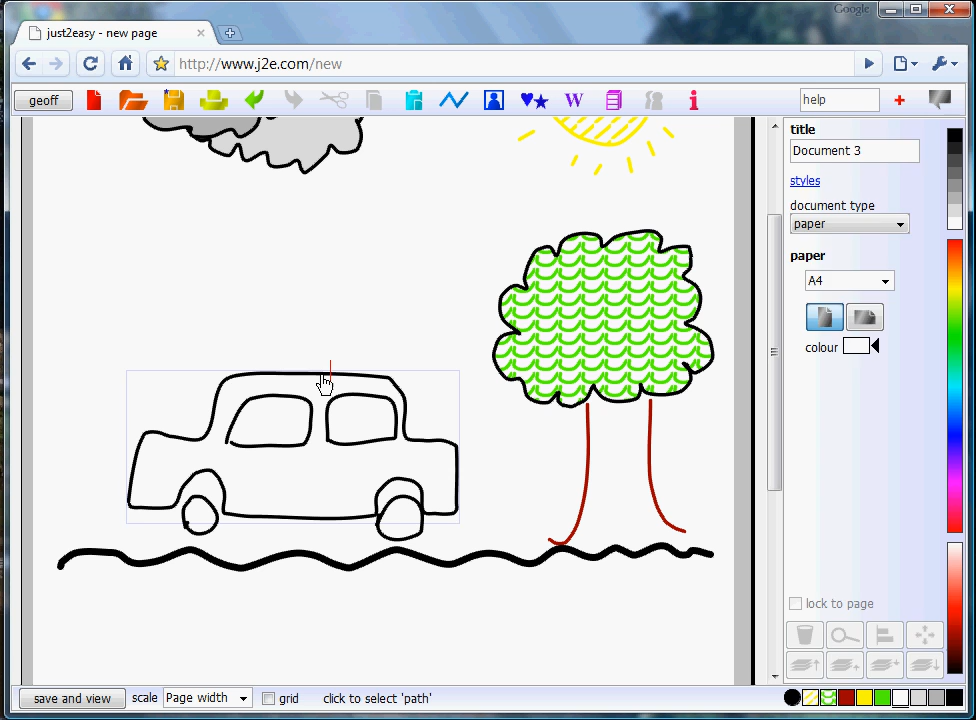 Google
just2easy - new page
http://www.j2e.com/new
geoff
W
help
title
Document 3
styles
document type
paper
paper
A4
colour
lock to page
save and view
scale
Page width
grid
click to select 'path'